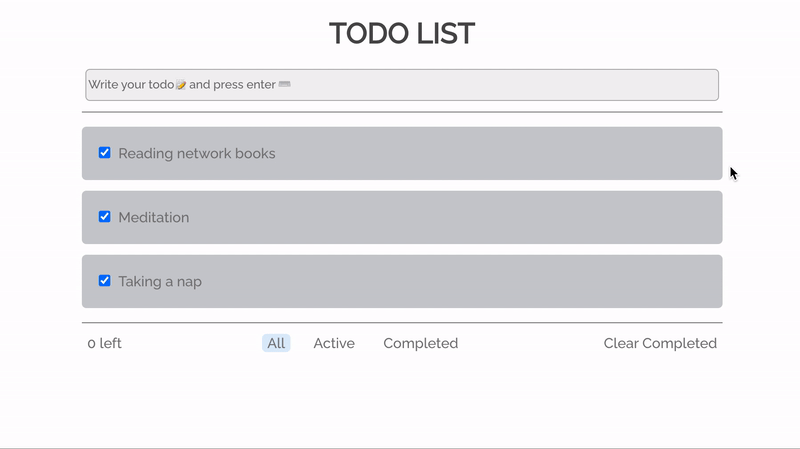 TODO LIST
Write your todo📝 and press enter ⌨️
Reading network books
Meditation
Taking a nap
0 left All Active Completed Clear Completed